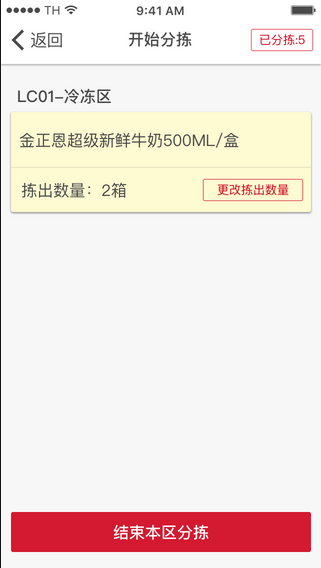 TH 9:41 AM
返回 开始分拣 已分拣:5
LC01-冷冻区
金正恩超级新鲜牛奶500ML/盒
拣出数量：2箱 更改拣出数量
结束本区分拣